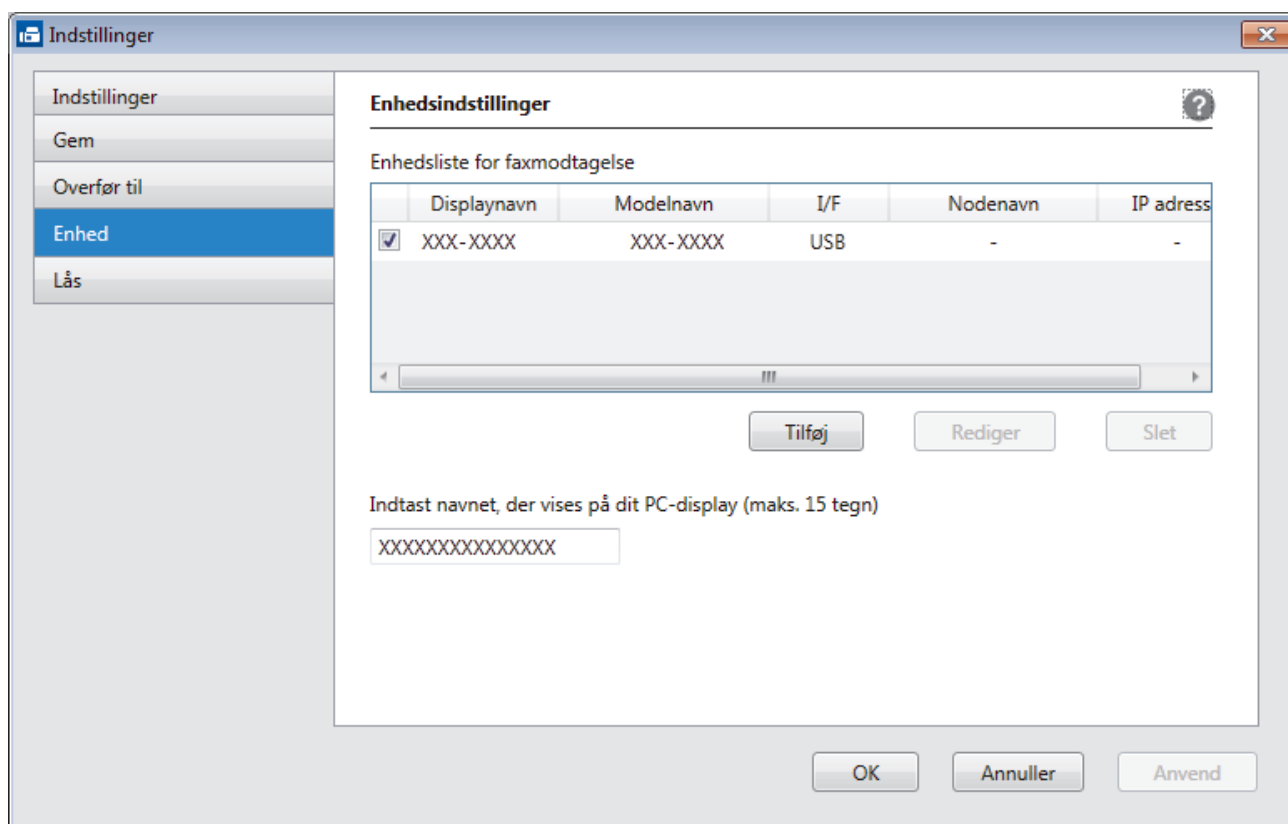 Indstillinger
Indstillinger
Gem
Overfør til
Enhed
Lås
Enhedsindstillinger
Enhedsliste for faxmodtagelse
Displaynavn Modelnavn I/F Nodenavn IP adress
XXX-XXXX XXX-XXXX USB - -
Tilføj Rediger Slet
Indtast navnet, der vises på dit PC-display (maks. 15 tegn)
XXXXXXXXXXXXXXX
OK Annuller Anvend